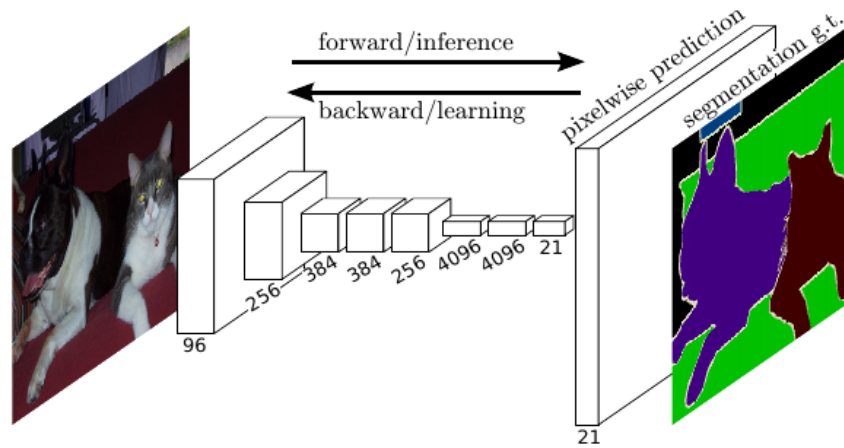 forward/inference
backward/learning
pixelwise prediction
segmentation g.t.
96
256
384
384
256
4096
4096
21
21